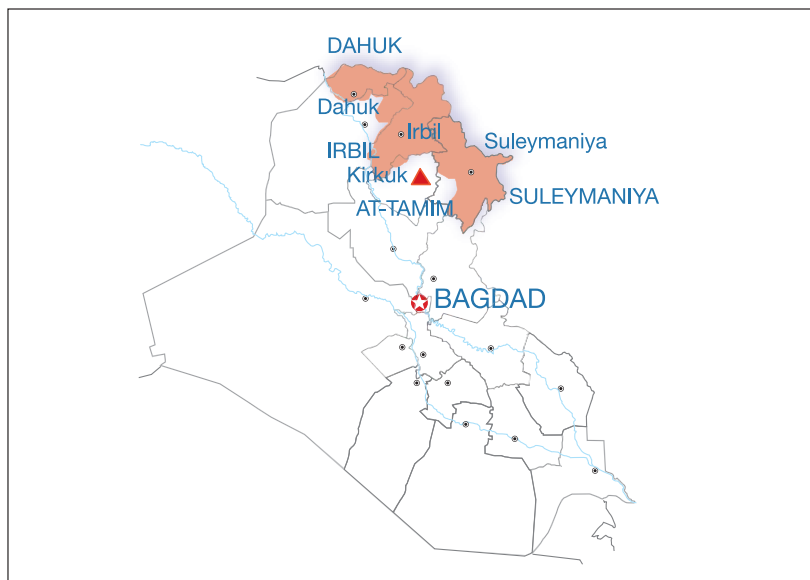 DAHUK
Dahuk
Irbil
Suleymaniya
IRBIL
Kirkuk
SULEYMANIYA
AT-TAMIM
BAGDAD